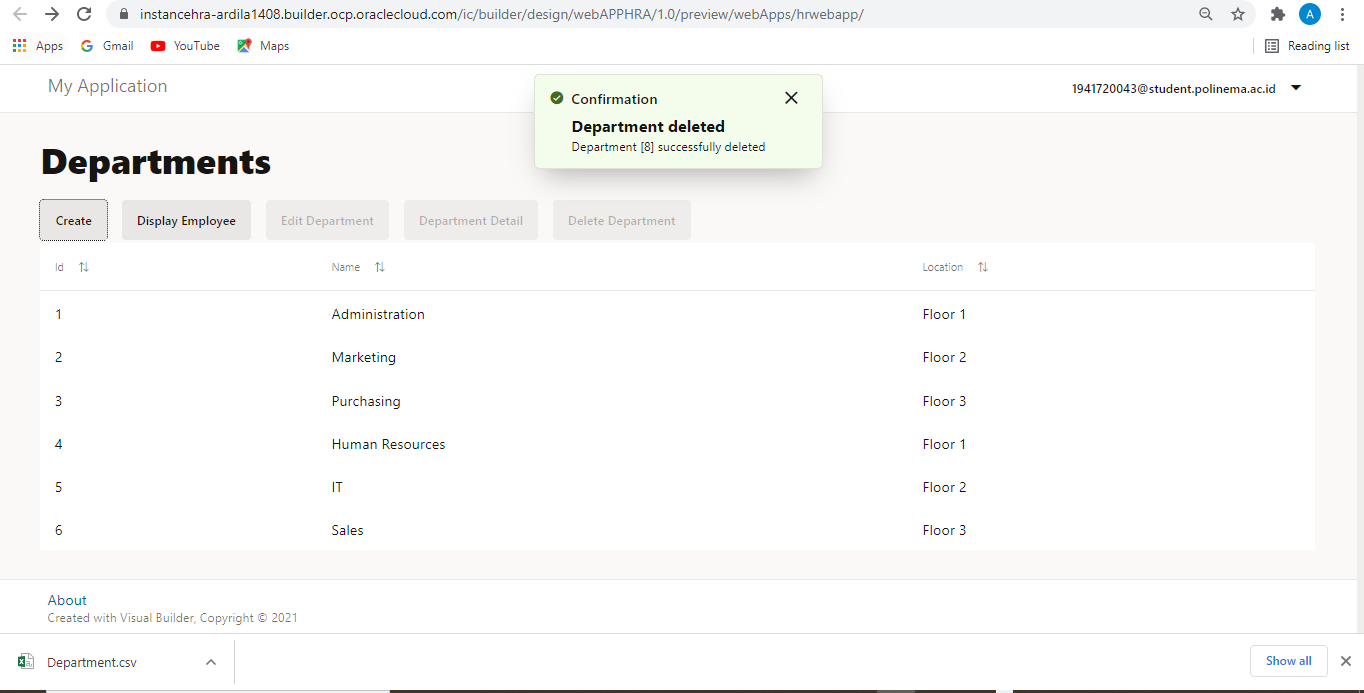 instancehra-ardila1408.builder.ocp.oraclecloud.com/ic/builder/design/webAPPHRA/1.0/preview/webApps/hrwebapp/
A
Apps Gmail YouTube Maps Reading list
My Application
1941720043@student.polinema.ac.id
Confirmation
Department deleted
Department [8] successfully deleted
Departments
Create Display Employee Edit Department Department Detail Delete Department
Id Name Location
1 Administration Floor 1
2 Marketing Floor 2
3 Purchasing Floor 3
4 Human Resources Floor 1
5 IT Floor 2
6 Sales Floor 3
About
Created with Visual Builder, Copyright © 2021
Department.csv Show all